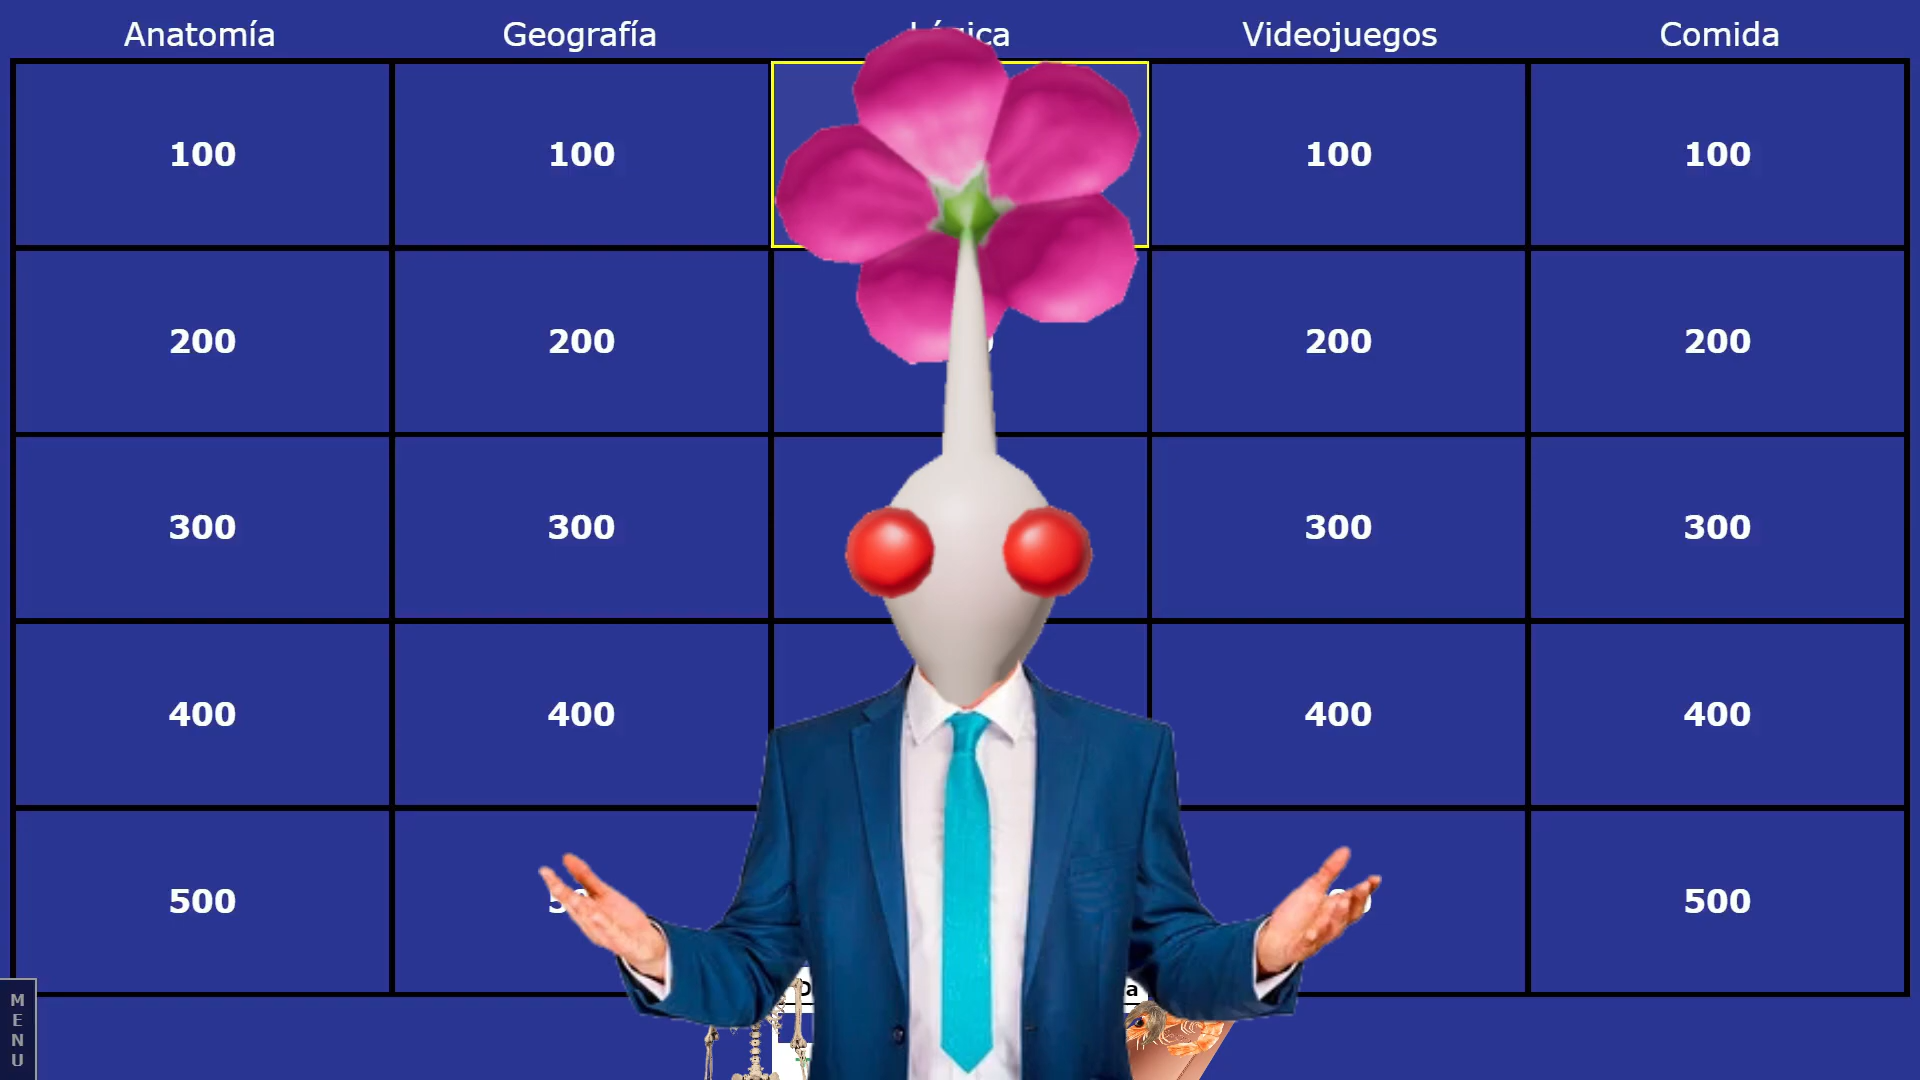 Anatomía Geografía Lógica Videojuegos Comida
100 100 100 100
200 200 200 200
300 300 300 300
400 400 400 400
500 500
MENU